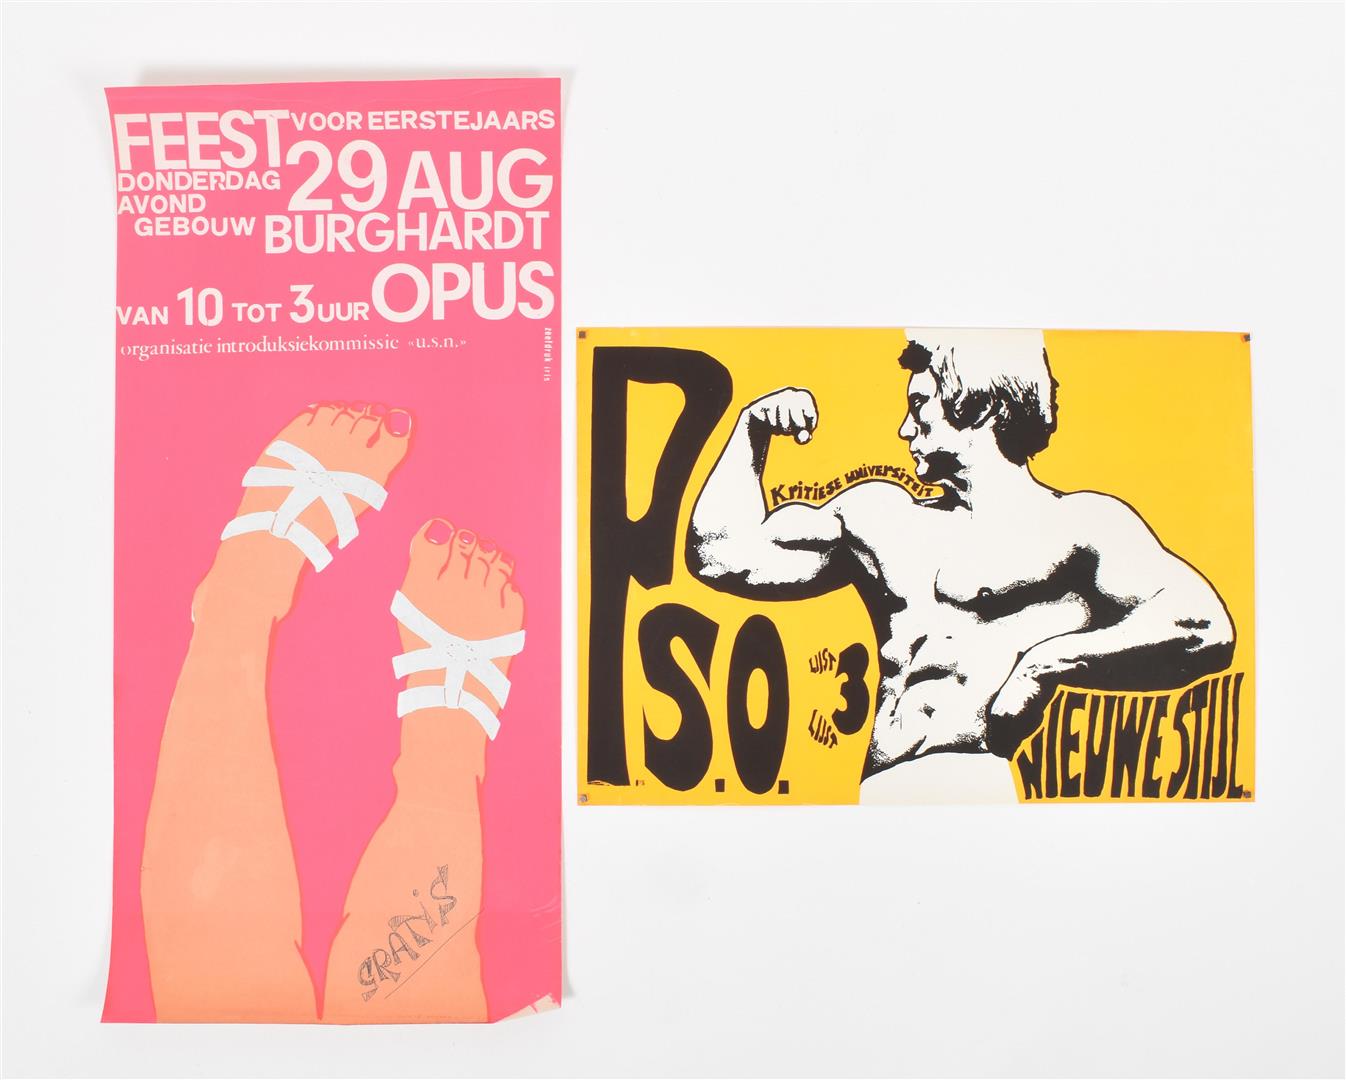 FEEST VOOR EERSTEJAARS
DONDERDAG 29 AUG
AVOND
GEBOUW BURGHARDT
VAN 10 TOT 3 UUR OPUS
organisatie introduksiekommissie «u.s.n.»
zeefdruk iris
GRATIS
P.S.O.
Kritiese universiteit
LIJST 3
LIJST
NIEUWE STIJL